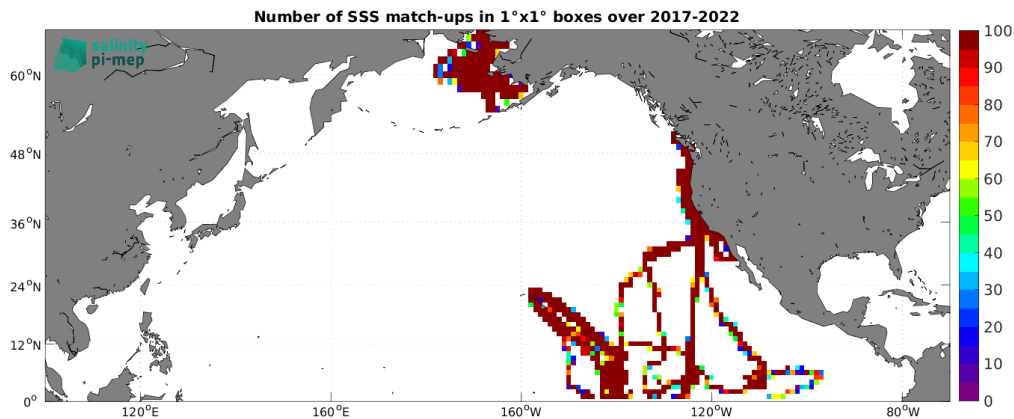 Number of SSS match-ups in 1°x1° boxes over 2017-2022
salinity
pi-mep
60°N
48°N
36°N
24°N
12°N
0°
120°E
160°E
160°W
120°W
80°W
100
90
80
70
60
50
40
30
20
10
0